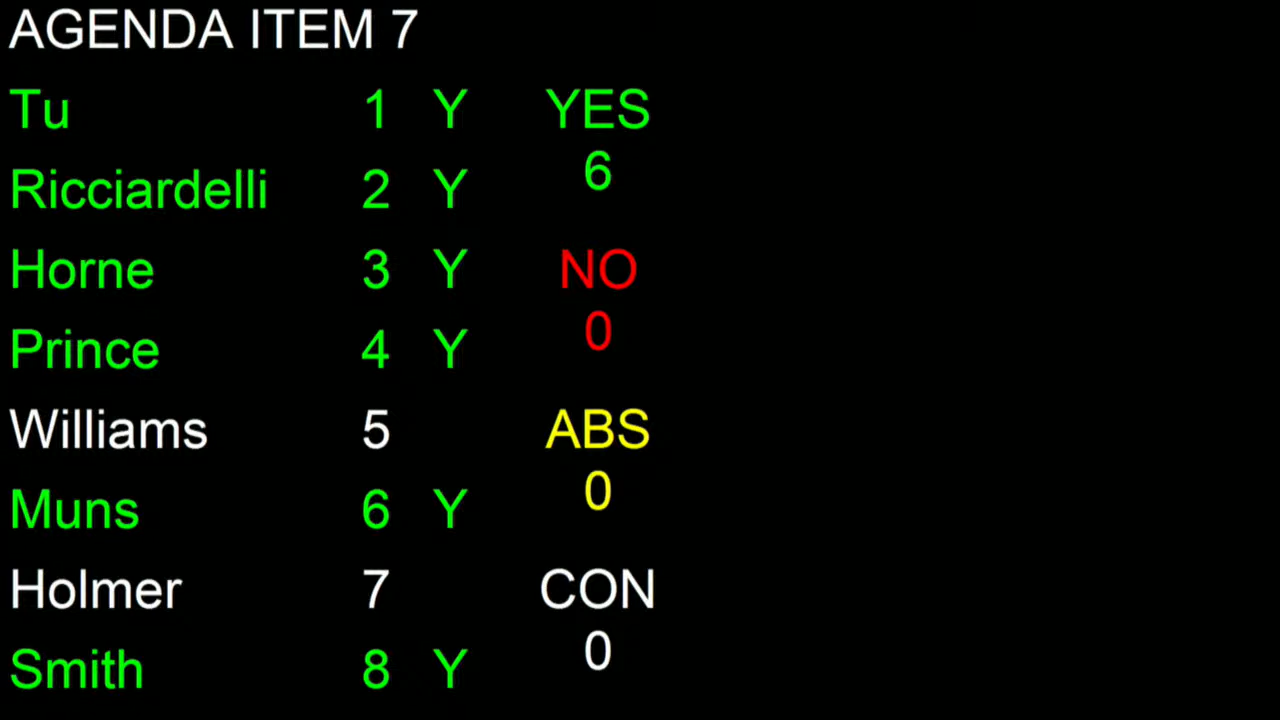 AGENDA ITEM 7
Tu 1 Y YES
6
Ricciardelli 2 Y
Horne 3 Y NO
0
Prince 4 Y
Williams 5 ABS
0
Muns 6 Y
Holmer 7 CON
0
Smith 8 Y